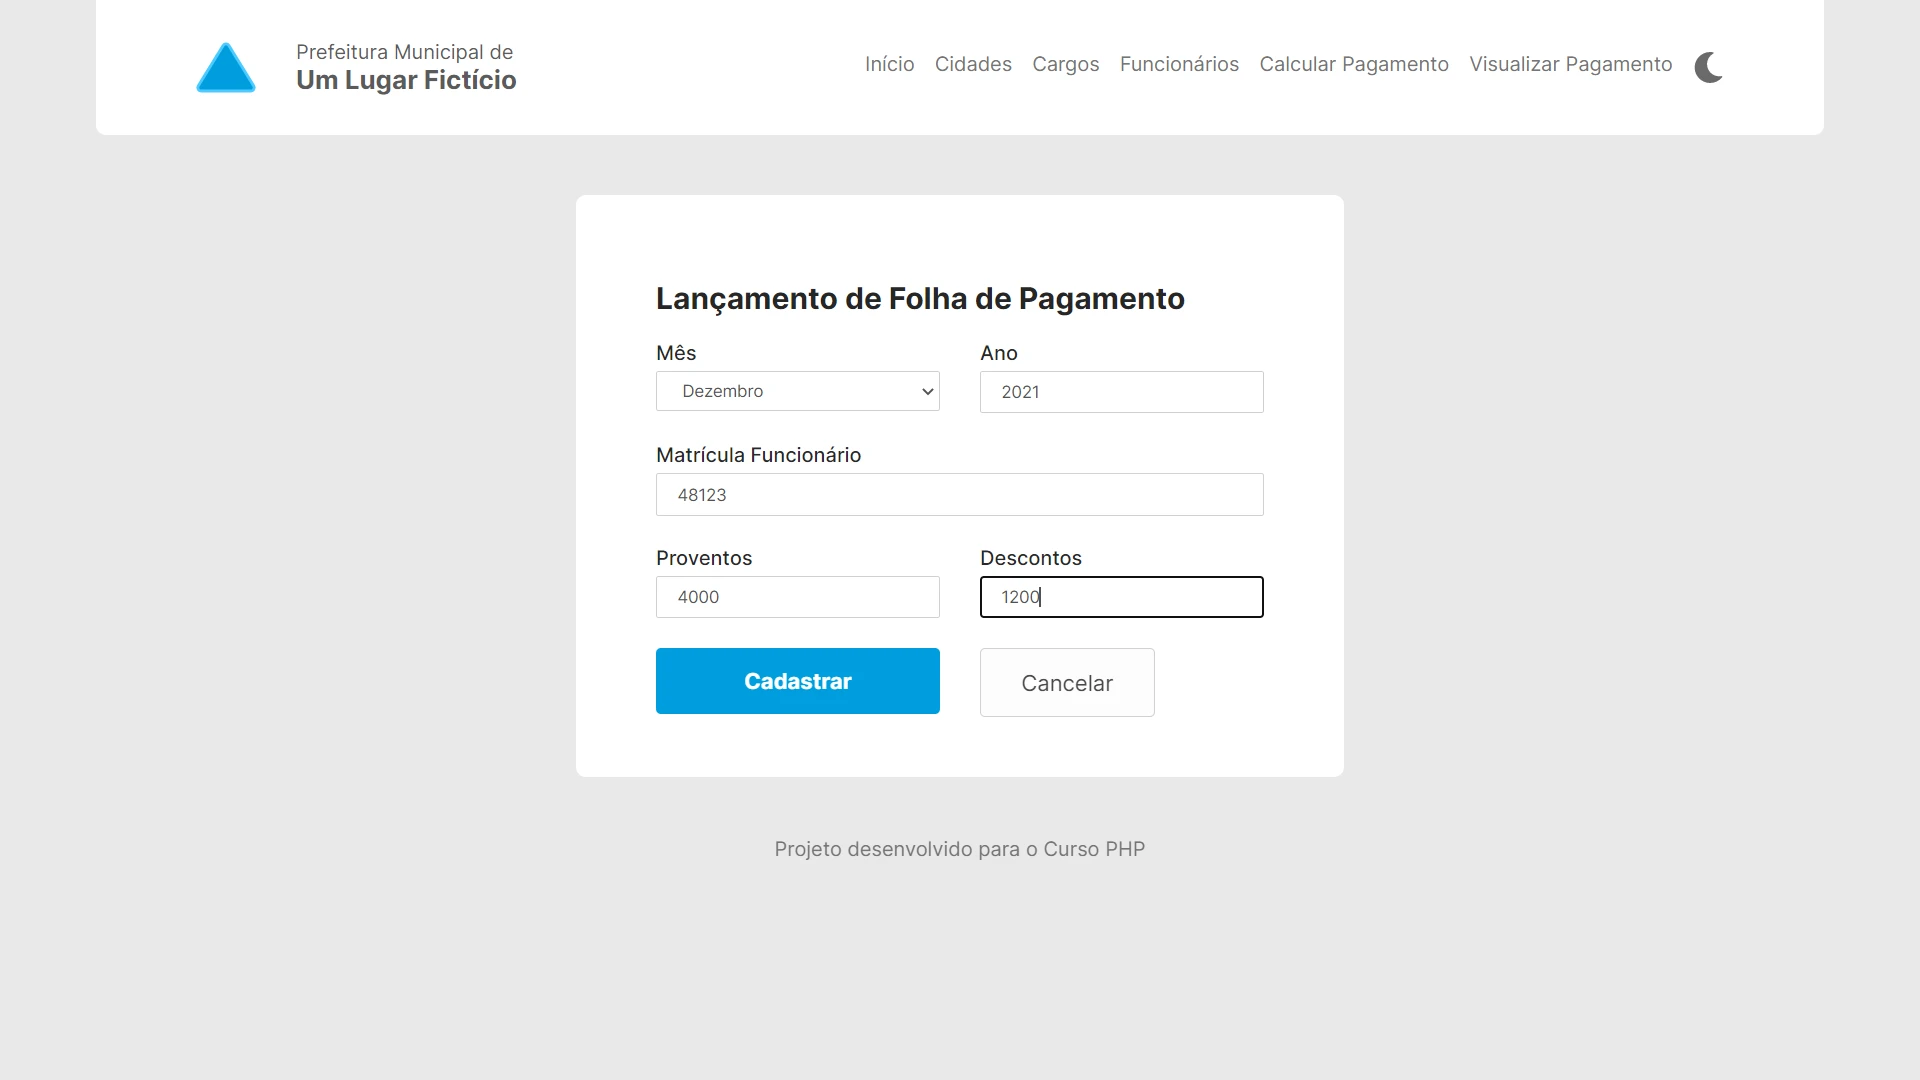 Prefeitura Municipal de
Um Lugar Fictício
Início Cidades Cargos Funcionários Calcular Pagamento Visualizar Pagamento
Lançamento de Folha de Pagamento
Mês Ano
Dezembro 2021
Matrícula Funcionário
48123
Proventos Descontos
4000 1200
Cadastrar Cancelar
Projeto desenvolvido para o Curso PHP